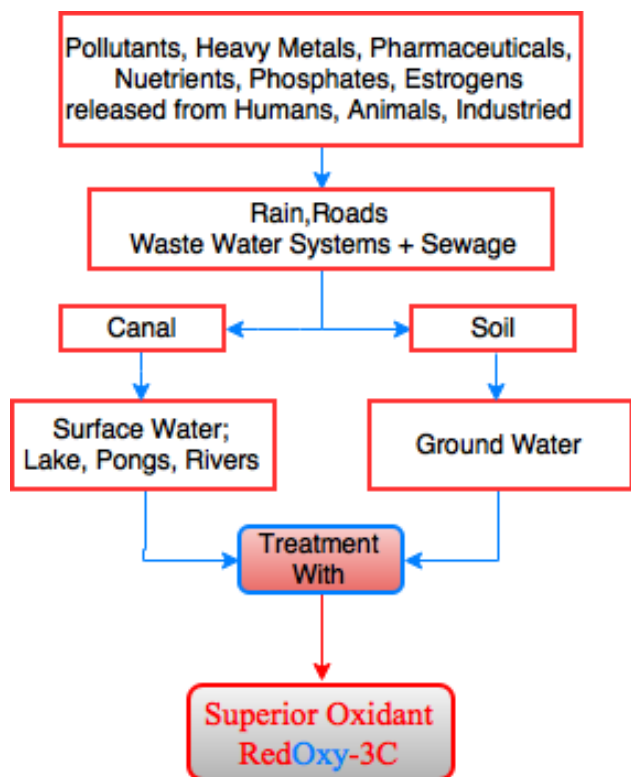 Pollutants, Heavy Metals, Pharmaceuticals,
Nuetrients, Phosphates, Estrogens
released from Humans, Animals, Industried
Rain,Roads
Waste Water Systems + Sewage
Canal
Soil
Surface Water;
Lake, Pongs, Rivers
Ground Water
Treatment
With
Superior Oxidant
RedOxy-3C